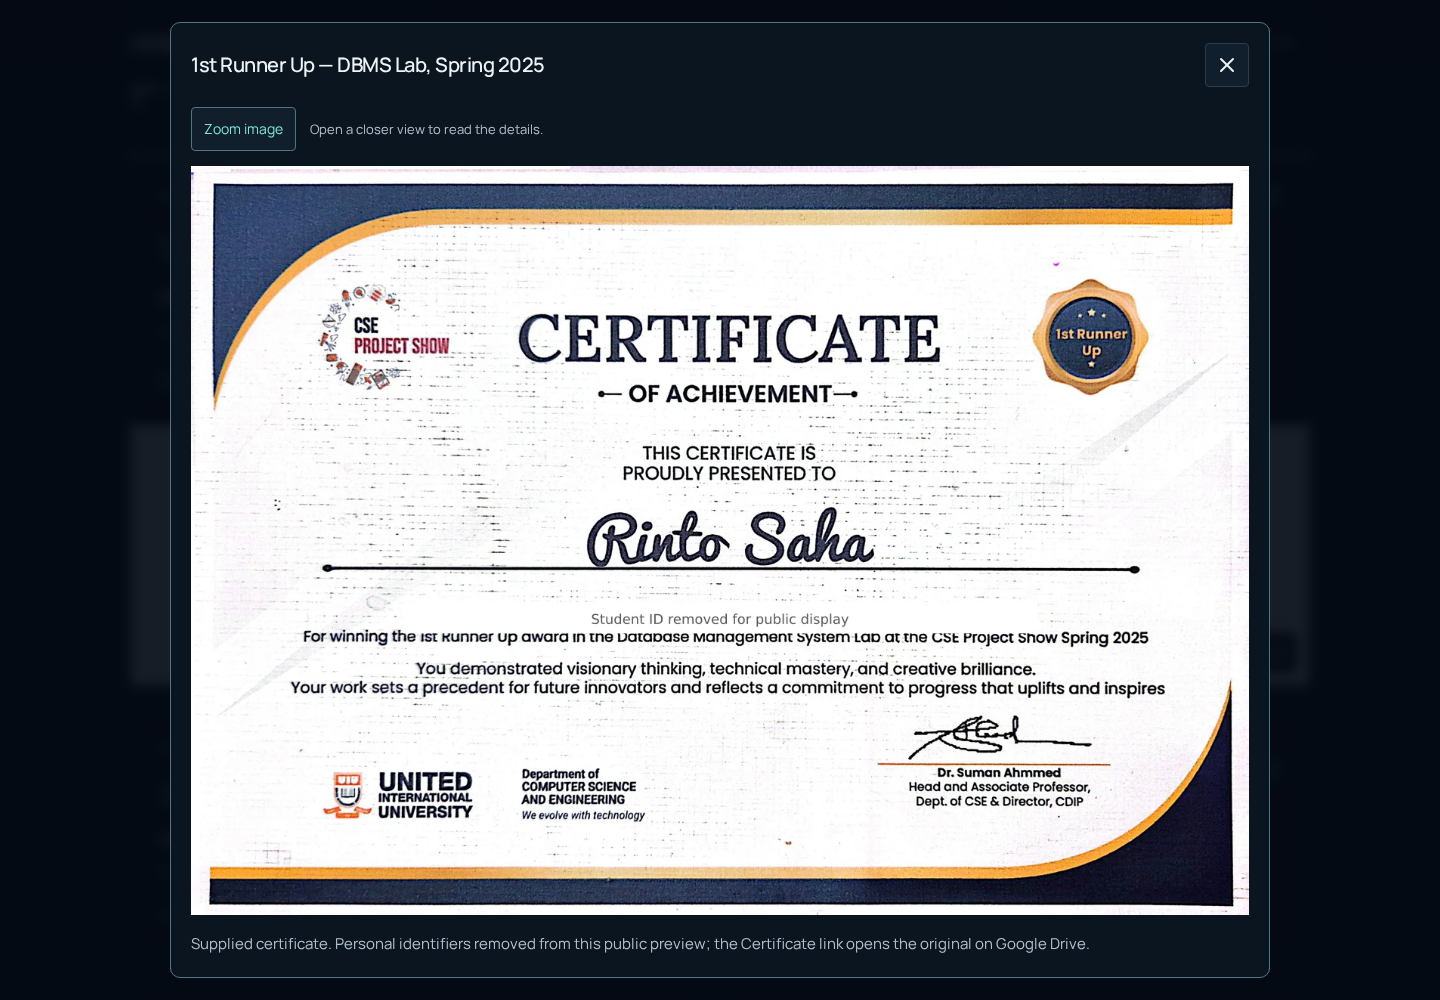 1st Runner Up — DBMS Lab, Spring 2025
Zoom image
Open a closer view to read the details.
CSE
PROJECT SHOW
CERTIFICATE
OF ACHIEVEMENT
1st Runner
Up
THIS CERTIFICATE IS
PROUDLY PRESENTED TO
Rinto Saha
Student ID removed for public display
For winning the 1st Runner Up award in the Database Management System Lab at the CSE Project Show Spring 2025
You demonstrated visionary thinking, technical mastery, and creative brilliance.
Your work sets a precedent for future innovators and reflects a commitment to progress that uplifts and inspires
UNITED
INTERNATIONAL
UNIVERSITY
Department of
COMPUTER SCIENCE
AND ENGINEERING
We evolve with technology
Dr. Suman Ahmmed
Head and Associate Professor,
Dept. of CSE & Director, CDIP
Supplied certificate. Personal identifiers removed from this public preview; the Certificate link opens the original on Google Drive.